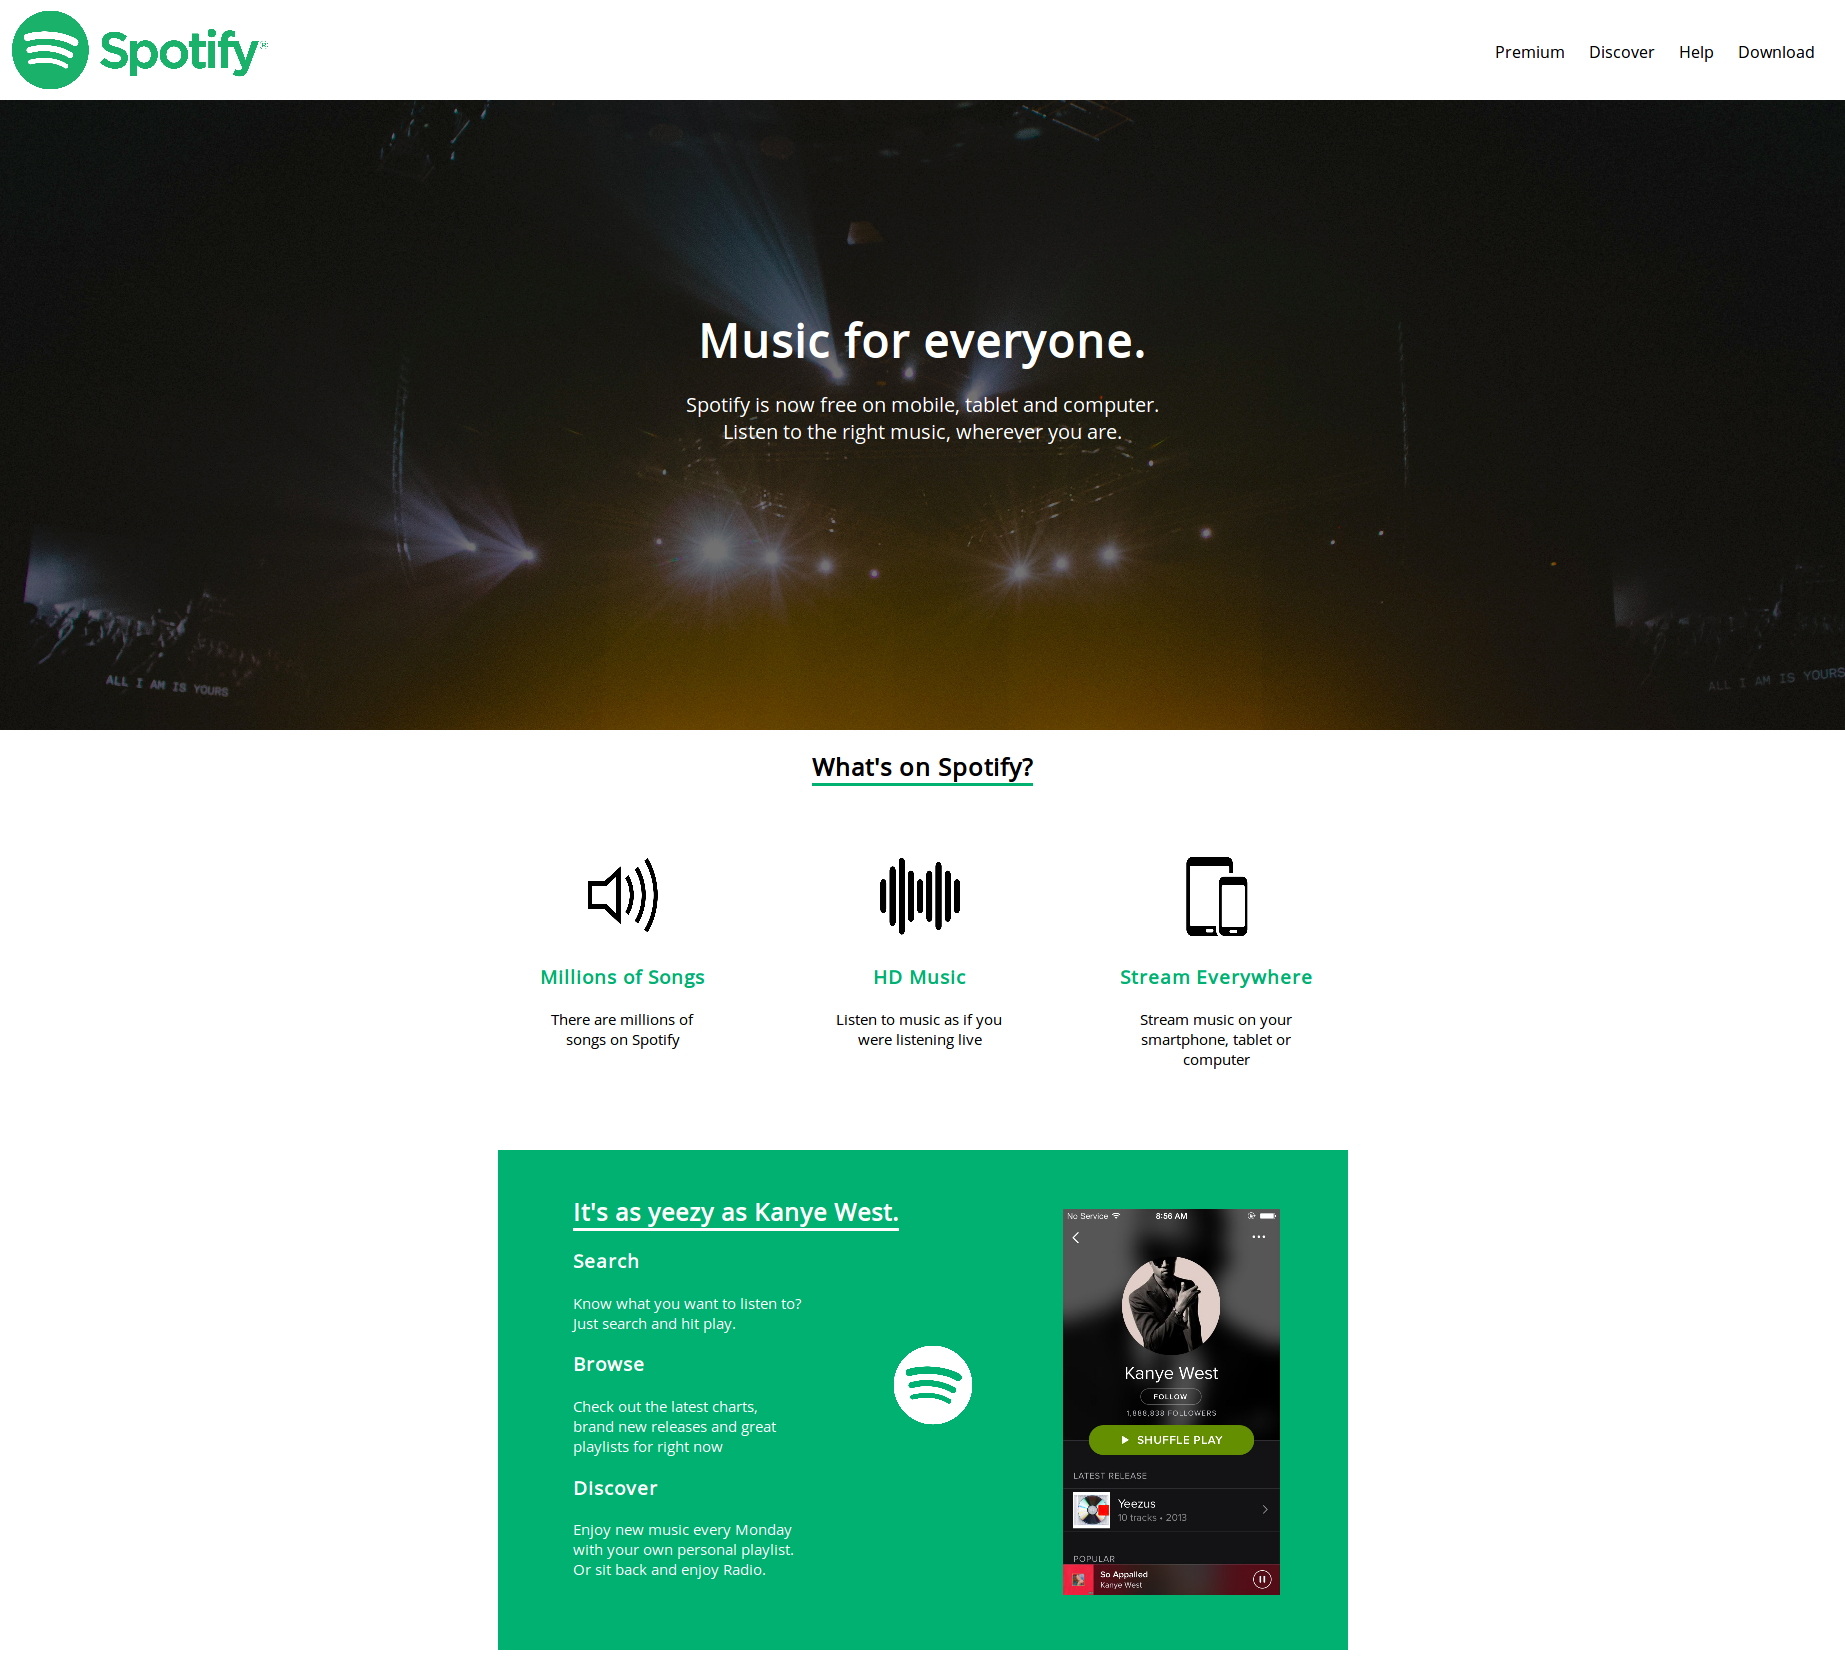 Spotify®
Premium Discover Help Download
Music for everyone.
Spotify is now free on mobile, tablet and computer.
Listen to the right music, wherever you are.
ALL I AM IS YOURS
ALL I AM IS YOURS
What's on Spotify?
Millions of Songs
There are millions of
songs on Spotify
HD Music
Listen to music as if you
were listening live
Stream Everywhere
Stream music on your
smartphone, tablet or
computer
It's as yeezy as Kanye West.
Search
Know what you want to listen to?
Just search and hit play.
Browse
Check out the latest charts,
brand new releases and great
playlists for right now
Discover
Enjoy new music every Monday
with your own personal playlist.
Or sit back and enjoy Radio.
No Service 8:56 AM
Kanye West
FOLLOW
1,888,838 FOLLOWERS
SHUFFLE PLAY
LATEST RELEASE
Yeezus
10 tracks • 2013
POPULAR
So Appalled
Kanye West